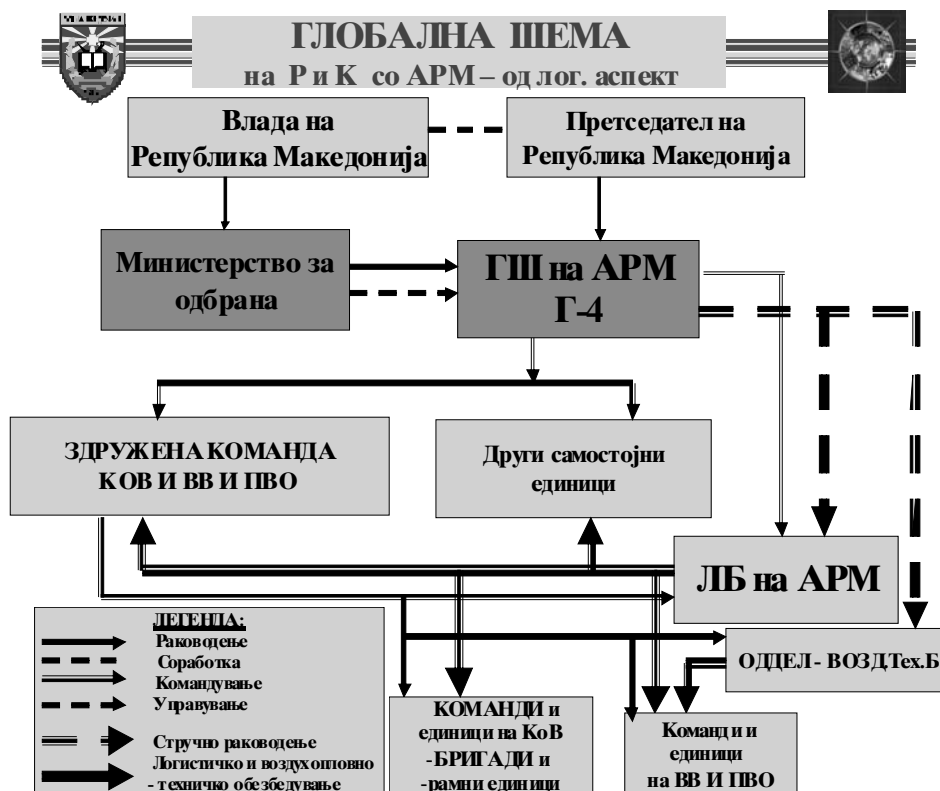 ГЛОБАЛНА ШЕМА
на Р и К со АРМ – од лог. аспект
Влада на
Република Македонија
Претседател на
Република Македонија
Министерство за
одбрана
ГШ на АРМ
Г-4
ЗДРУЖЕНА КОМАНДА
КОВ И ВВ И ПВО
Други самостојни
единици
ЛБ на АРМ
ОДДЕЛ - ВОЗД.Тех.Б
ЛЕГЕНДА:
Раководење
Соработка
Командување
Управување
Стручно раководење
Логистичко и воздухопловно
- техничко обезбедување
КОМАНДИ и
единици на КоВ
-БРИГАДИ и
-рамни единици
Команди и
единици
на ВВ И ПВО